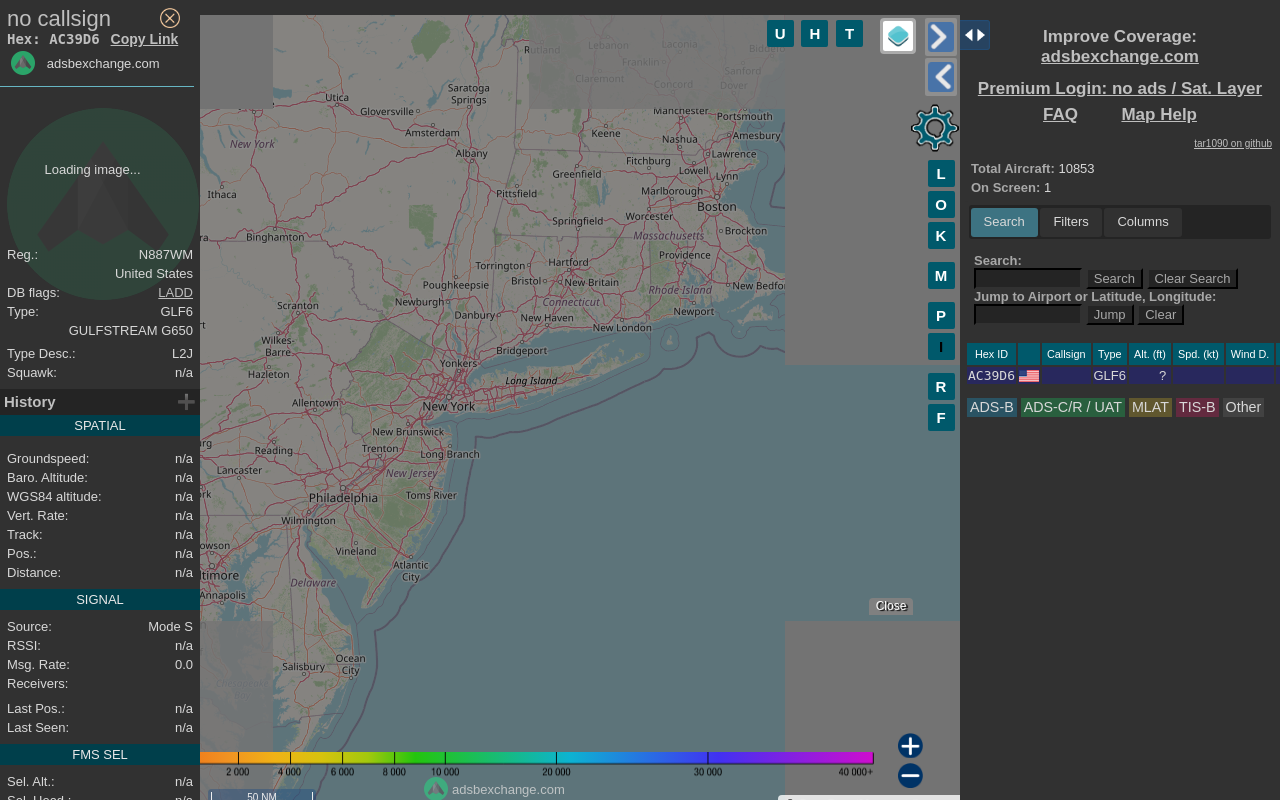 no callsign
Hex: AC39D6 Copy Link
adsbexchange.com
Loading image...
Reg.: N887WM
United States
DB flags: LADD
Type: GLF6
GULFSTREAM G650
Type Desc.: L2J
Squawk: n/a
History
SPATIAL
Groundspeed: n/a
Baro. Altitude: n/a
WGS84 altitude: n/a
Vert. Rate: n/a
Track: n/a
Pos.: n/a
Distance: n/a
SIGNAL
Source: Mode S
RSSI: n/a
Msg. Rate: 0.0
Receivers:
Last Pos.: n/a
Last Seen: n/a
FMS SEL
Sel. Alt.: n/a
Sel. Head.: n/a
U H T
L
O
K
M
P
I
R
F
Rutland
Lebanon
Laconia
Franklin
Claremont
Sanford
Concord
Dover
Utica
Gloversville
Saratoga
Springs
Manchester
Portsmouth
Amsterdam
Keene
Nashua
Amesbury
New York
Albany
Fitchburg
Lawrence
Lowell
Lynn
Greenfield
Ithaca
Pittsfield
Marlborough
Boston
Worcester
Springfield
Binghamton
Massachusetts
Brockton
Providence
Torrington
Hartford
Poughkeepsie
Bristol
New Britain
New Bedfor
Scranton
Newburgh
Connecticut
Rhode Island
Danbury
New Haven
Newport
New London
Wilkes-
Barre
Bridgeport
Hazleton
Yonkers
Long Island
Allentown
New York
New Brunswick
Reading
Trenton
Long Branch
Lancaster
New Jersey
Philadelphia
Toms River
Wilmington
Vineland
ltimore
Atlantic
City
Delaware
Annapolis
Ocean
City
Salisbury
Close
2 000 4 000 6 000 8 000 10 000 20 000 30 000 40 000+
adsbexchange.com
50 NM
Improve Coverage:
adsbexchange.com
Premium Login: no ads / Sat. Layer
FAQ Map Help
tar1090 on github
Total Aircraft: 10853
On Screen: 1
Search Filters Columns
Search:
Search Clear Search
Jump to Airport or Latitude, Longitude:
Jump Clear
Hex ID Callsign Type Alt. (ft) Spd. (kt) Wind D.
AC39D6 GLF6 ?
ADS-B ADS-C/R / UAT MLAT TIS-B Other